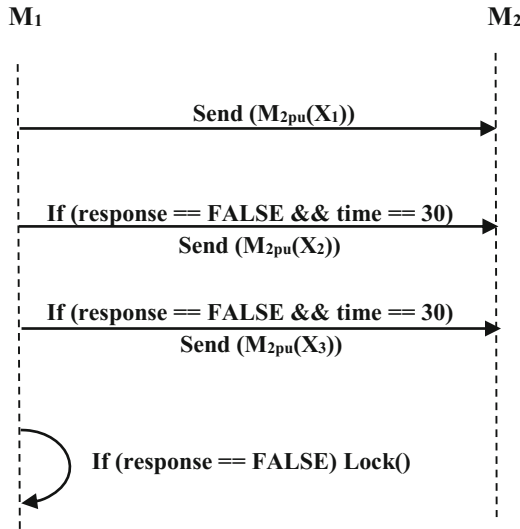 M₁ M₂
Send (M₂ₚᵤ(X₁))
If (response == FALSE && time == 30)
Send (M₂ₚᵤ(X₂))
If (response == FALSE && time == 30)
Send (M₂ₚᵤ(X₃))
If (response == FALSE) Lock()